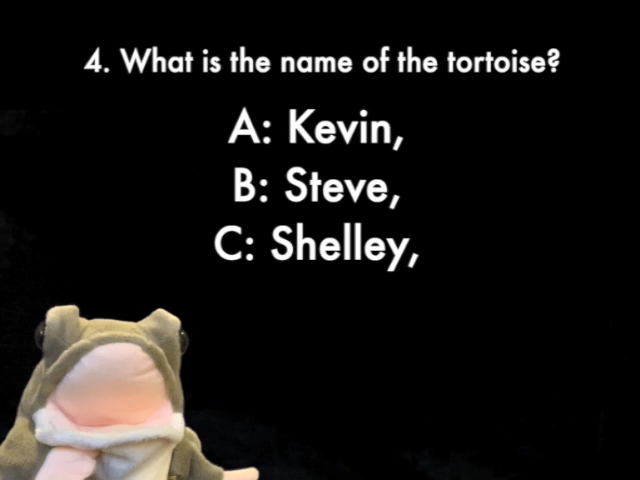 4. What is the name of the tortoise?
A: Kevin,
B: Steve,
C: Shelley,